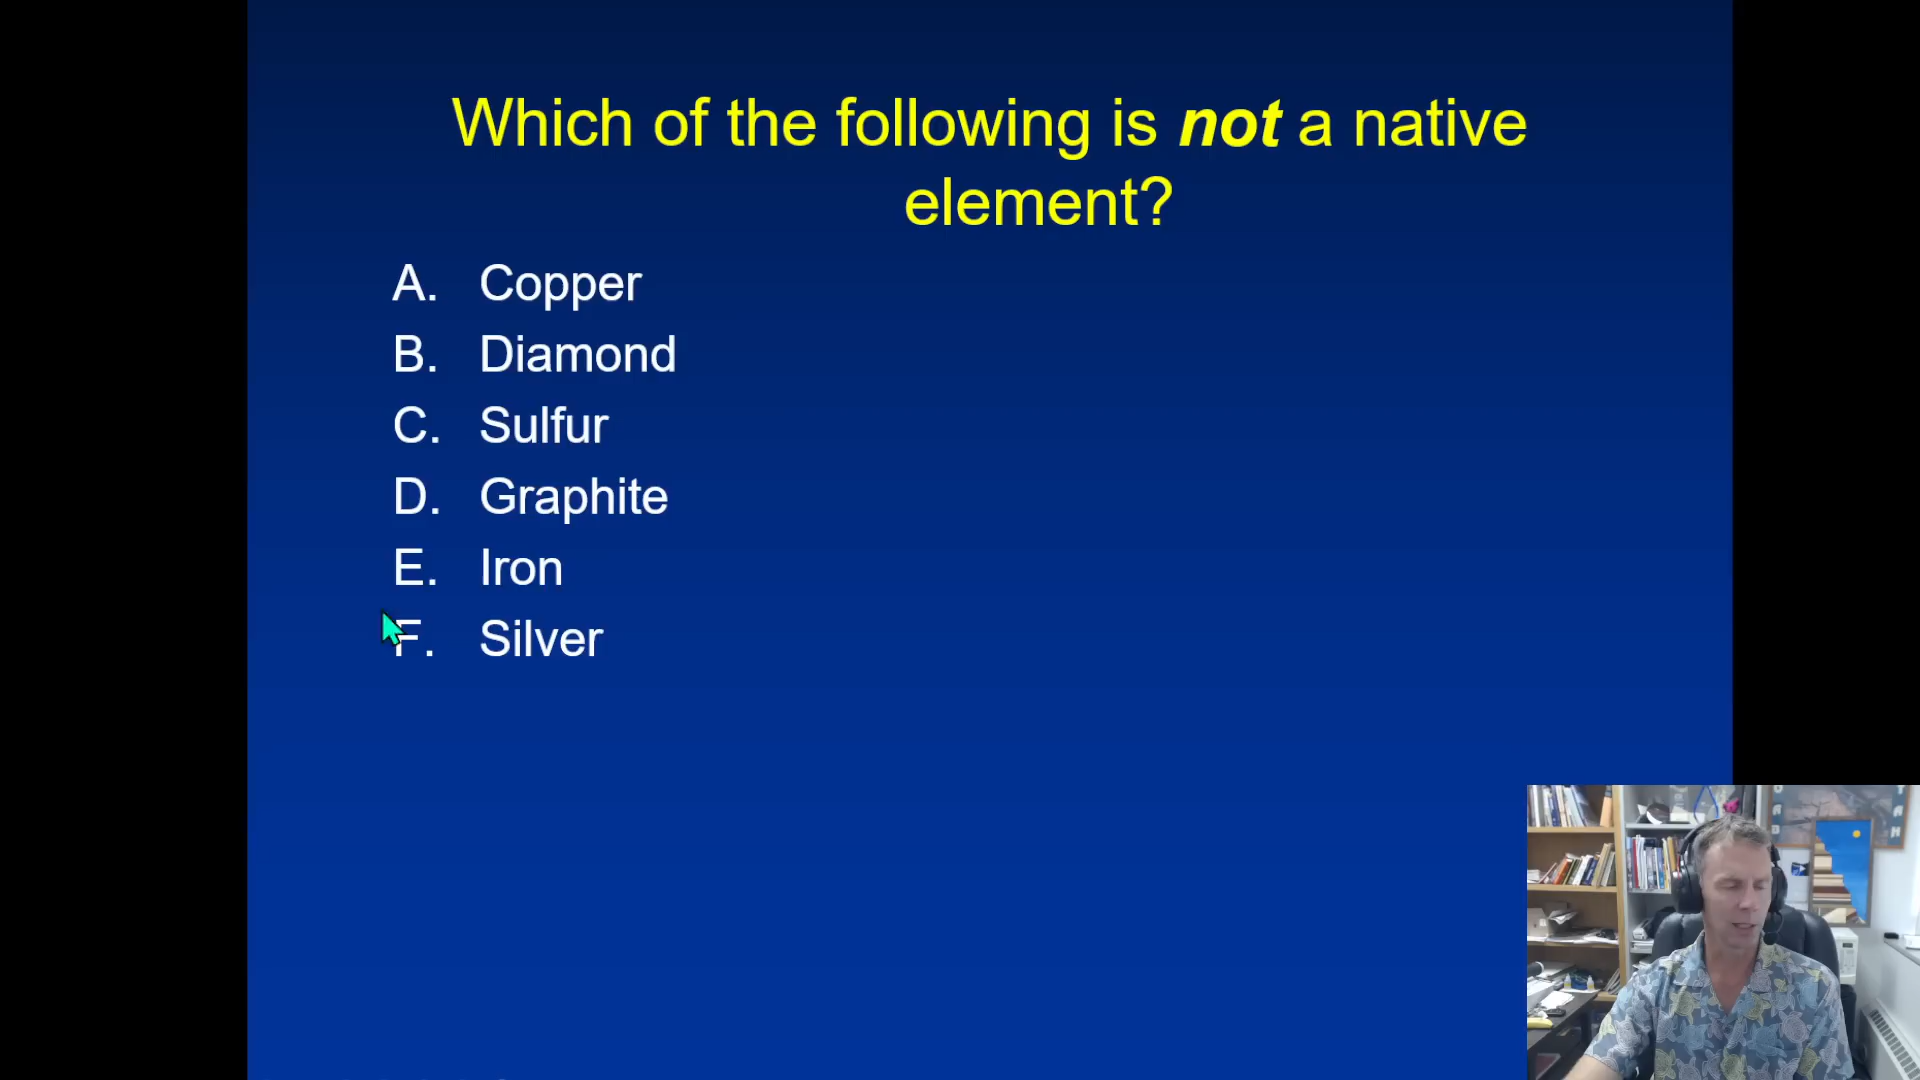 Which of the following is not a native
element?
A. Copper
B. Diamond
C. Sulfur
D. Graphite
E. Iron
F. Silver